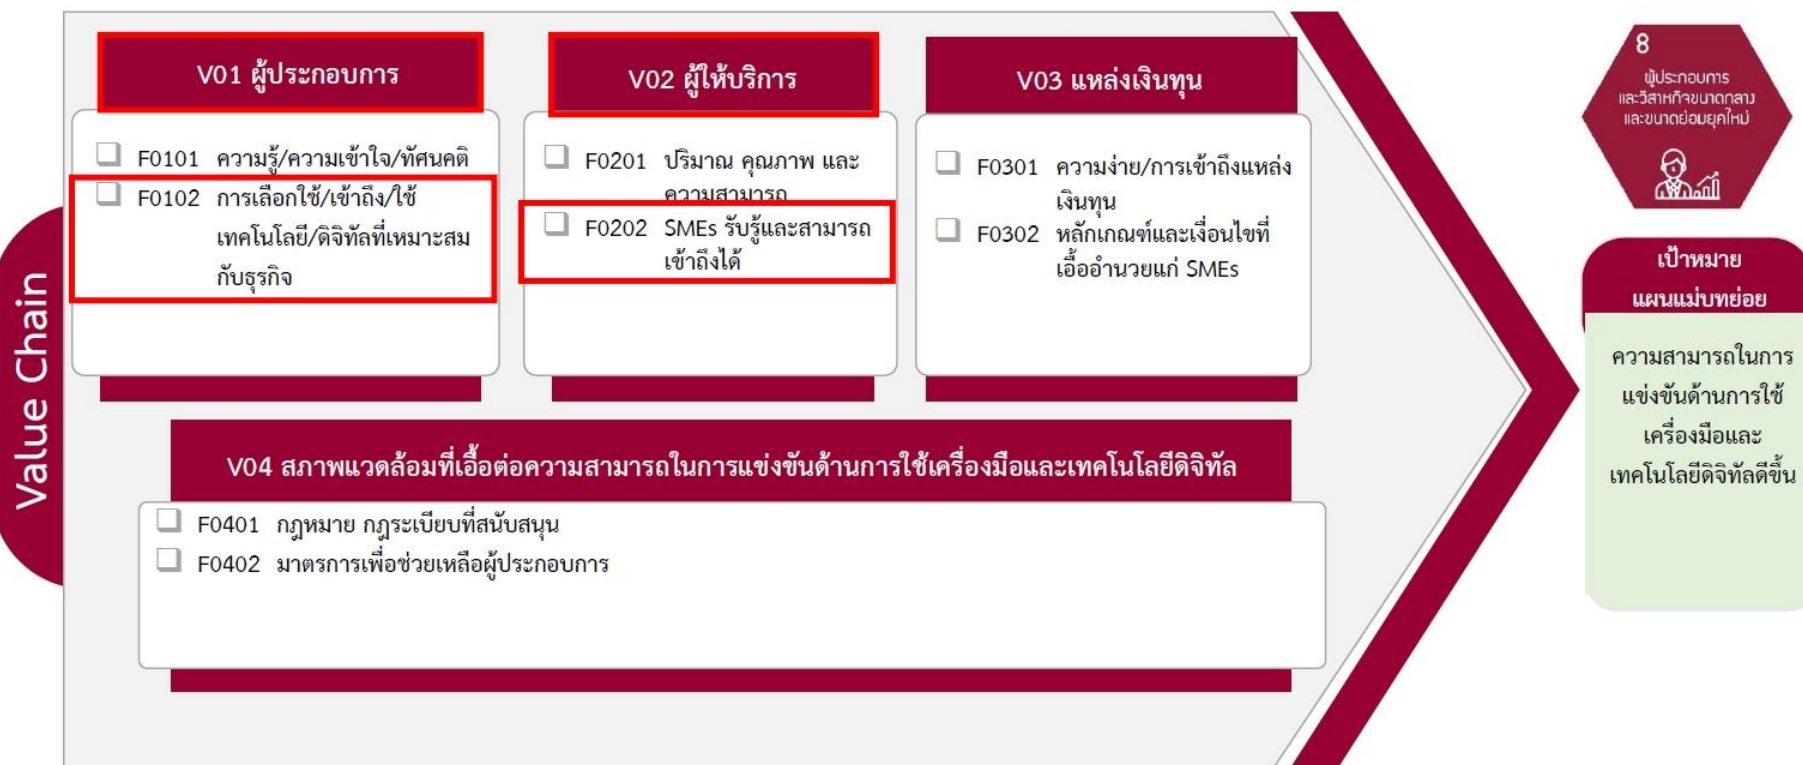 Value Chain
V01 ผู้ประกอบการ
F0101 ความรู้/ความเข้าใจ/ทัศนคติ
F0102 การเลือกใช้/เข้าถึง/ใช้
เทคโนโลยี/ดิจิทัลที่เหมาะสม
กับธุรกิจ
V02 ผู้ให้บริการ
F0201 ปริมาณ คุณภาพ และ
ความสามารถ
F0202 SMEs รับรู้และสามารถ
เข้าถึงได้
V03 แหล่งเงินทุน
F0301 ความง่าย/การเข้าถึงแหล่ง
เงินทุน
F0302 หลักเกณฑ์และเงื่อนไขที่
เอื้ออำนวยแก่ SMEs
V04 สภาพแวดล้อมที่เอื้อต่อความสามารถในการแข่งขันด้านการใช้เครื่องมือและเทคโนโลยีดิจิทัล
F0401 กฎหมาย กฎระเบียบที่สนับสนุน
F0402 มาตรการเพื่อช่วยเหลือผู้ประกอบการ
8
ผู้ประกอบการ
และวิสาหกิจขนาดกลาง
และขนาดย่อมยุคใหม่
เป้าหมาย
แผนแม่บทย่อย
ความสามารถในการ
แข่งขันด้านการใช้
เครื่องมือและ
เทคโนโลยีดิจิทัลดีขึ้น